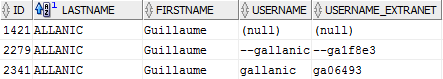 ID LASTNAME FIRSTNAME USERNAME USERNAME_EXTRANET
1421 ALLANIC Guillaume (null) (null)
2279 ALLANIC Guillaume --gallanic --ga1f8e3
2341 ALLANIC Guillaume gallanic ga06493